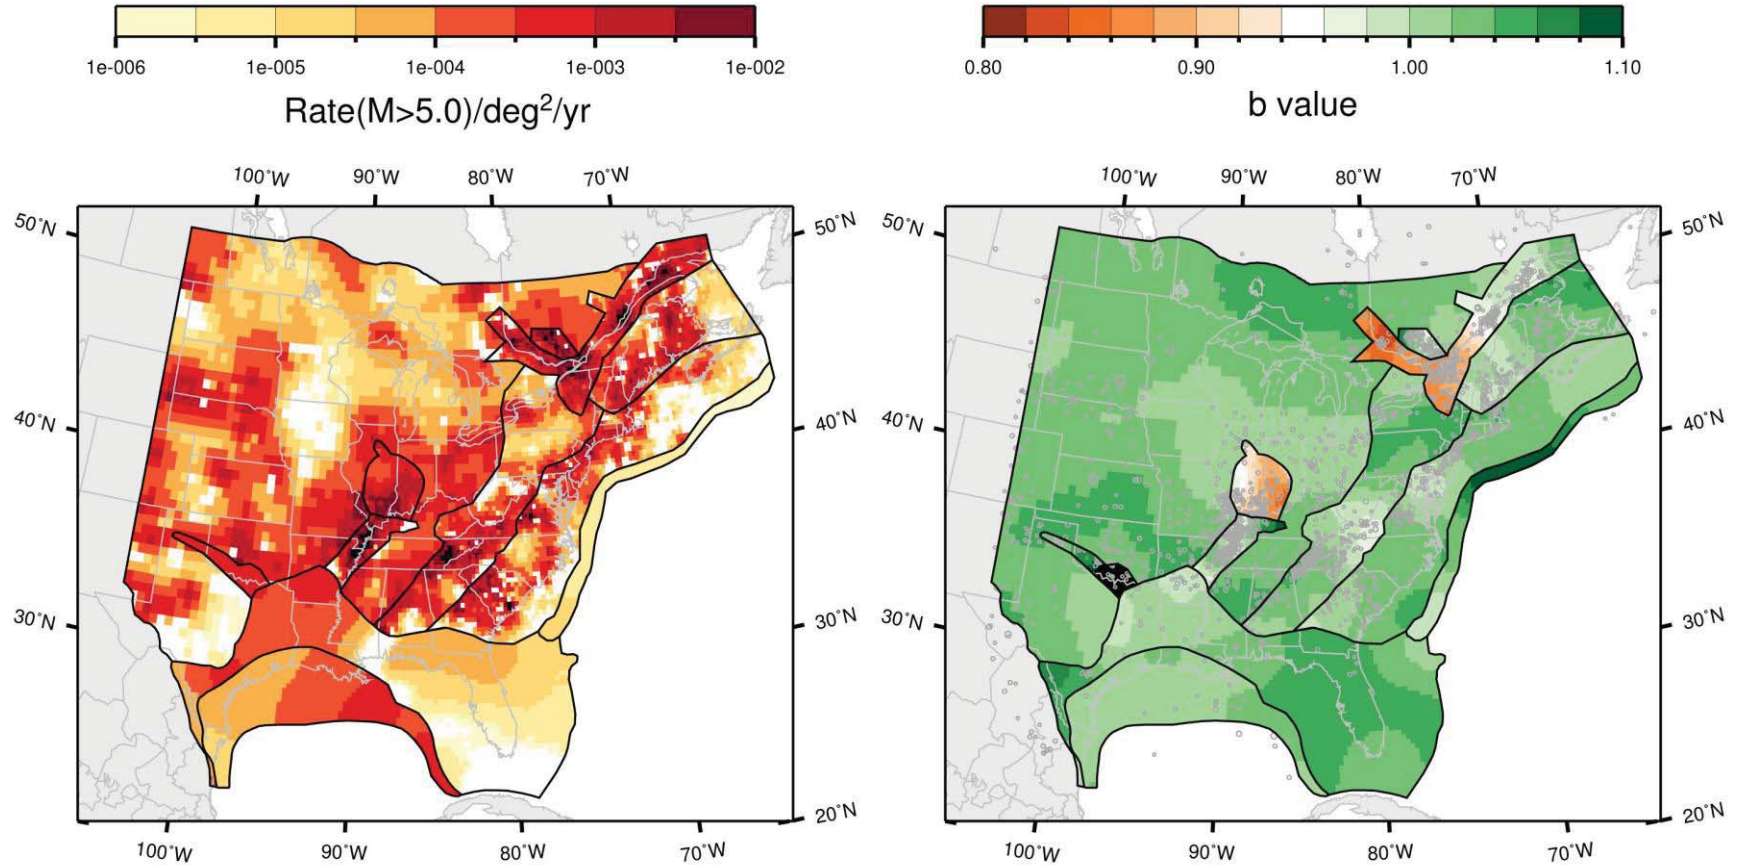 1e-006 1e-005 1e-004 1e-003 1e-002
Rate(M>5.0)/deg²/yr
0.80 0.90 1.00 1.10
b value
100°W 90°W 80°W 70°W
100°W 90°W 80°W 70°W
50°N 50°N 50°N 50°N
40°N 40°N 40°N 40°N
30°N 30°N 30°N 30°N
20°N 20°N
100°W 90°W 80°W 70°W
100°W 90°W 80°W 70°W